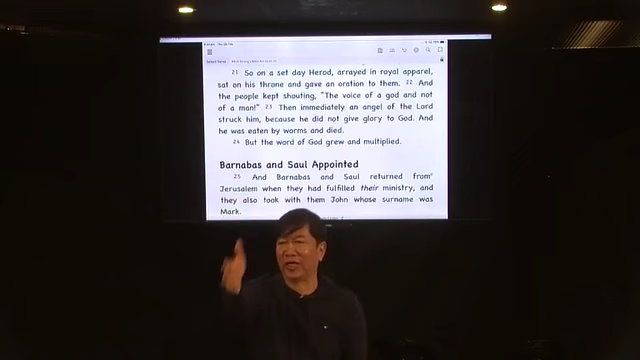 21 So on a set day Herod, arrayed in royal apparel,
sat on his throne and gave an oration to them. 22 And
the people kept shouting, "The voice of a god and not
of a man!" 23 Then immediately an angel of the Lord
struck him, because he did not give glory to God. And
he was eaten by worms and died.
24 But the word of God grew and multiplied.
Barnabas and Saul Appointed
25 And Barnabas and Saul returned from
Jerusalem when they had fulfilled their ministry, and
they also took with them John whose surname was
Mark.